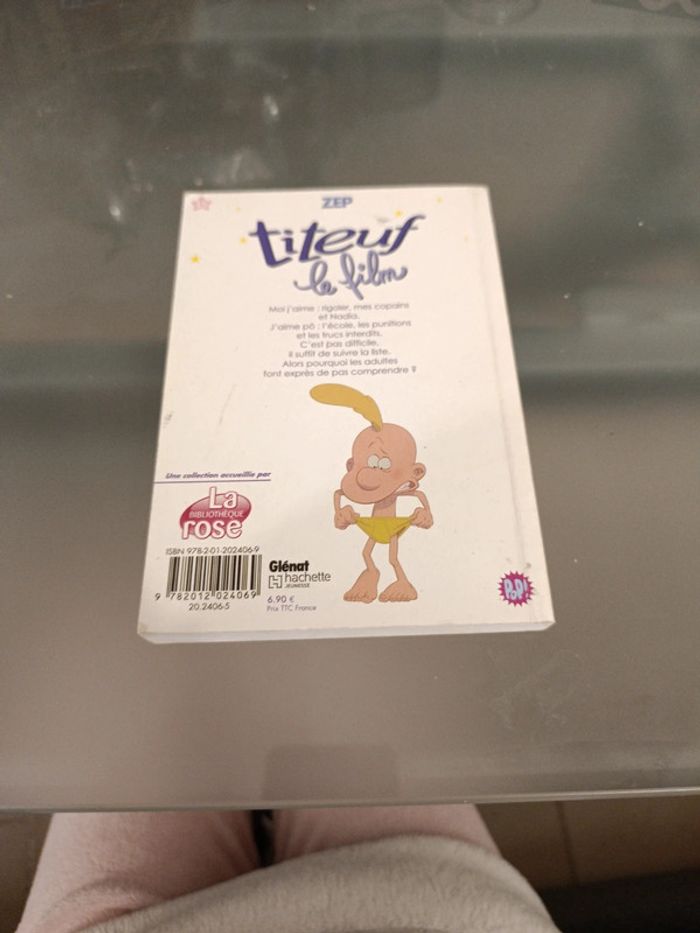 ZEP
titeuf
le film
Moi j'aime : rigoler, mes copains
et Nadia.
J'aime pô : l'école, les punitions
et les trucs interdits.
C'est pas difficile,
il suffit de suivre la liste.
Alors pourquoi les adultes
font exprès de pas comprendre ?
Une collection accueillie par
La
BIBLIOTHÈQUE
rose
ISBN 978-2-01-202406-9
9 782012 024069
20.2406-5
Glénat
hachette
JEUNESSE
6.90 €
Prix TTC France
POP!